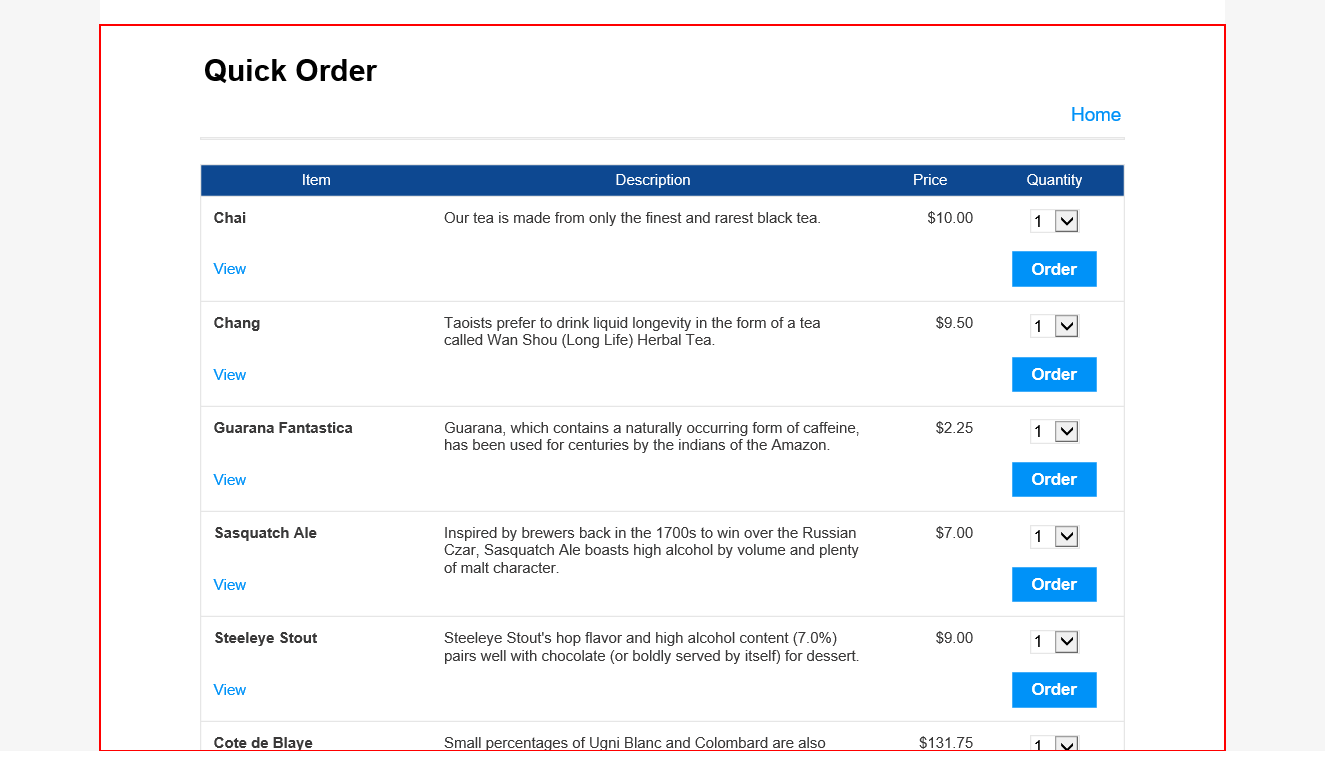 Quick Order
Home
Item Description Price Quantity
Chai Our tea is made from only the finest and rarest black tea. $10.00 1
View Order
Chang Taoists prefer to drink liquid longevity in the form of a tea $9.50 1
called Wan Shou (Long Life) Herbal Tea.
View Order
Guarana Fantastica Guarana, which contains a naturally occurring form of caffeine, $2.25 1
has been used for centuries by the indians of the Amazon.
View Order
Sasquatch Ale Inspired by brewers back in the 1700s to win over the Russian $7.00 1
Czar, Sasquatch Ale boasts high alcohol by volume and plenty
of malt character.
View Order
Steeleye Stout Steeleye Stout's hop flavor and high alcohol content (7.0%) $9.00 1
pairs well with chocolate (or boldly served by itself) for dessert.
View Order
Cote de Blaye Small percentages of Ugni Blanc and Colombard are also $131.75 1